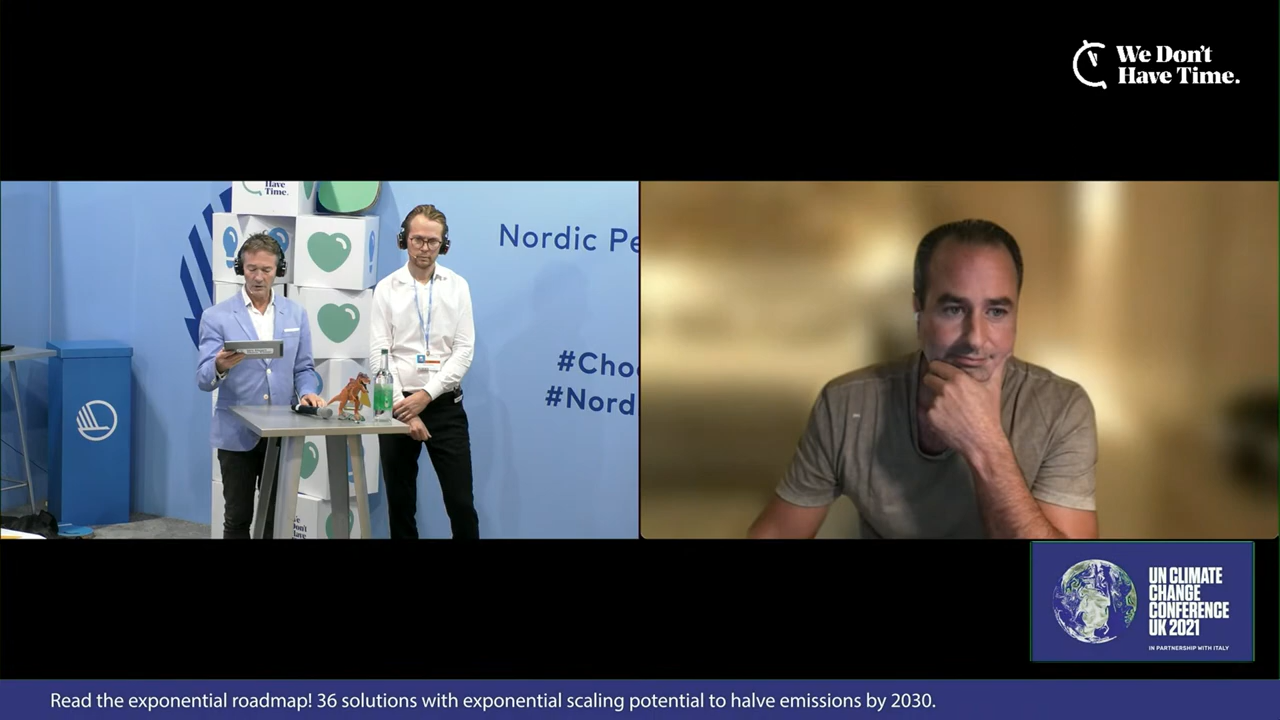 We Don't
Have Time.
Have
Time.
Nordic Pe
#Choo
#Nord
UN CLIMATE
CHANGE
CONFERENCE
UK 2021
IN PARTNERSHIP WITH ITALY
Read the exponential roadmap! 36 solutions with exponential scaling potential to halve emissions by 2030.